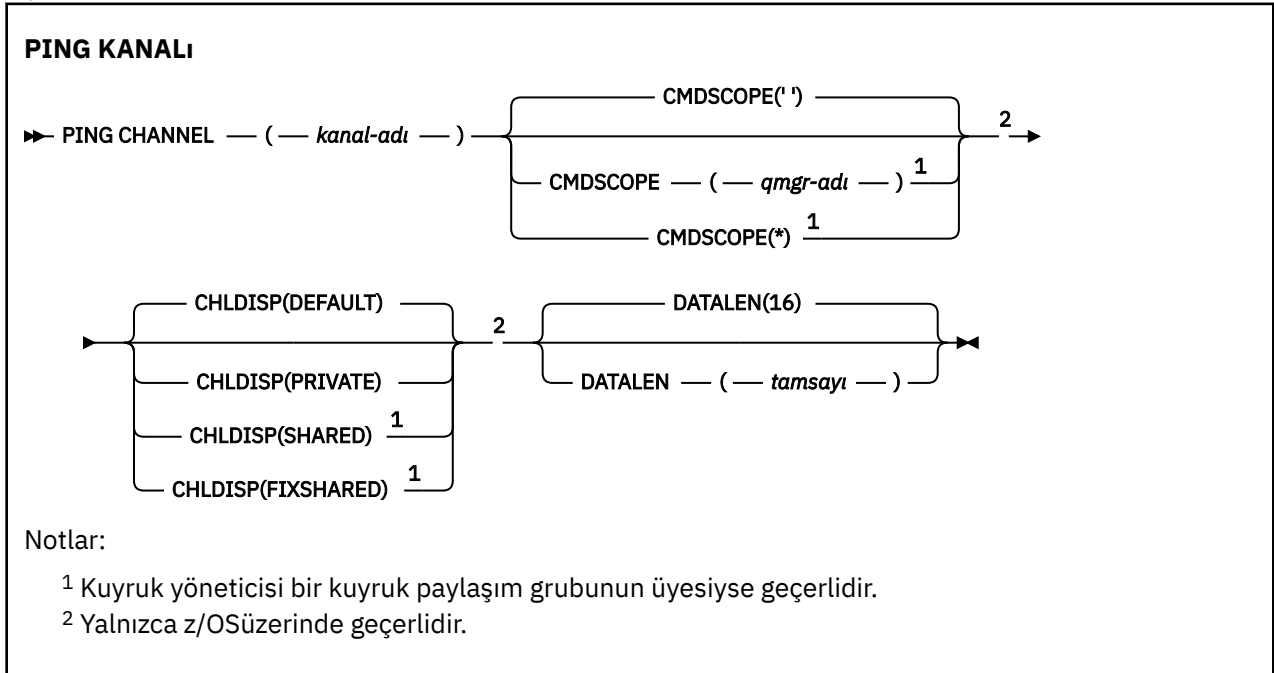 PING KANALı
CMDSCOPE(' ')
PING CHANNEL ( kanal-adı ) 2
CMDSCOPE ( qmgr-adı ) 1
CMDSCOPE(*) 1
CHLDISP(DEFAULT) 2 DATALEN(16)
CHLDISP(PRIVATE) DATALEN ( tamsayı )
CHLDISP(SHARED) 1
CHLDISP(FIXSHARED) 1
Notlar:
1 Kuyruk yöneticisi bir kuyruk paylaşım grubunun üyesiyse geçerlidir.
2 Yalnızca z/OSüzerinde geçerlidir.